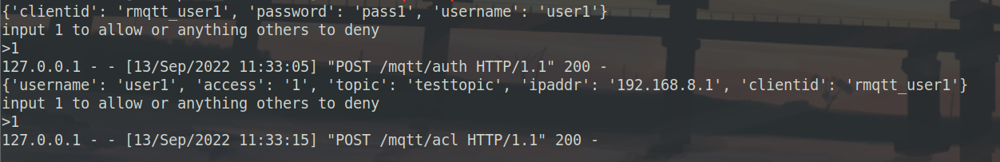 {'clientid': 'rmqtt_user1', 'password': 'pass1', 'username': 'user1'}
input 1 to allow or anything others to deny
>1
127.0.0.1 - - [13/Sep/2022 11:33:05] "POST /mqtt/auth HTTP/1.1" 200 -
{'username': 'user1', 'access': '1', 'topic': 'testtopic', 'ipaddr': '192.168.8.1', 'clientid': 'rmqtt_user1'}
input 1 to allow or anything others to deny
>1
127.0.0.1 - - [13/Sep/2022 11:33:15] "POST /mqtt/acl HTTP/1.1" 200 -